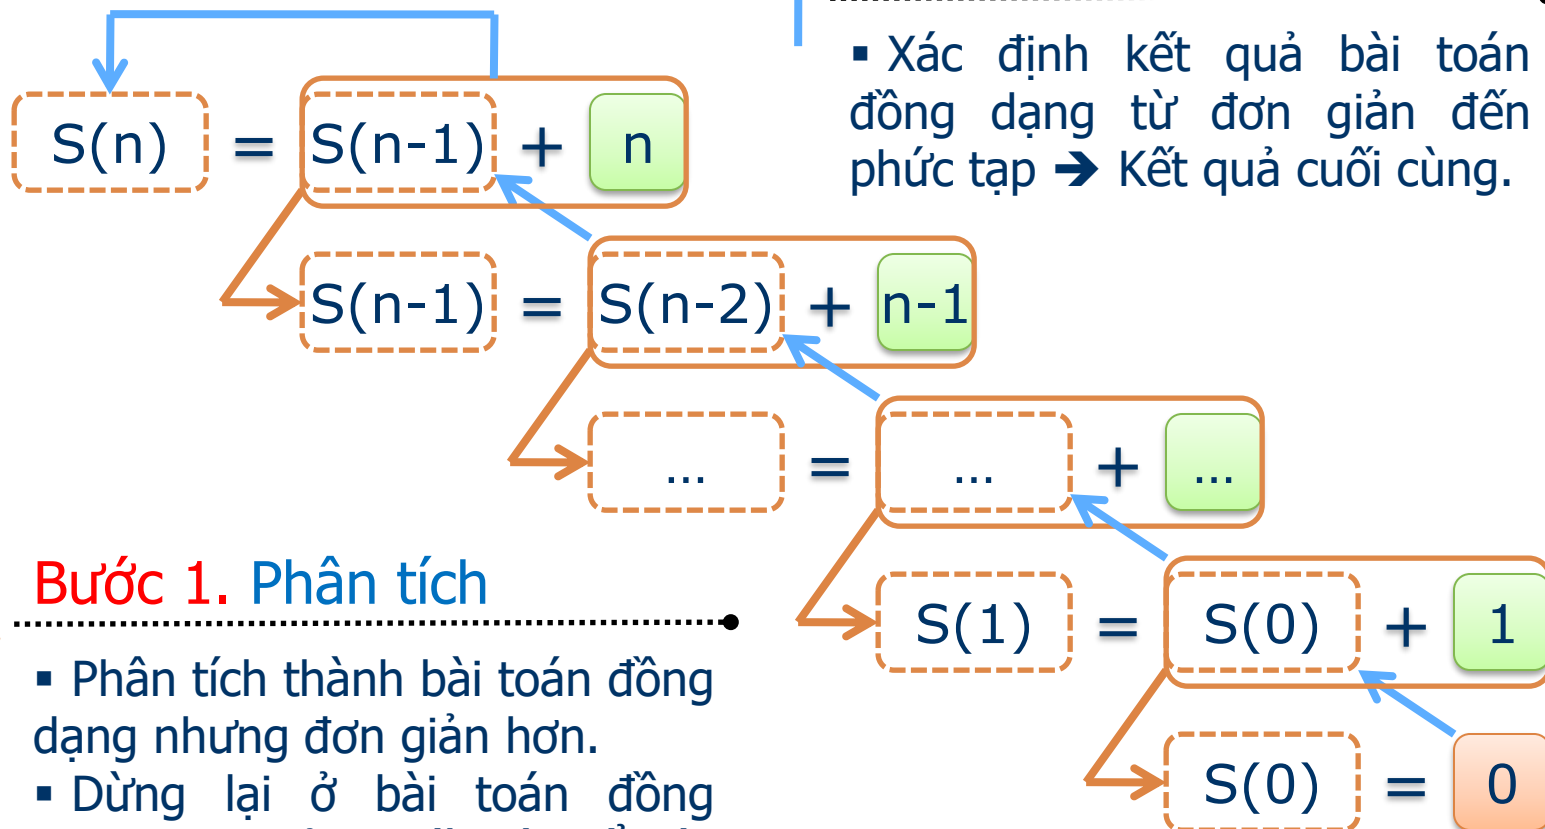 ▪ Xác định kết quả bài toán
đồng dạng từ đơn giản đến
phức tạp ➔ Kết quả cuối cùng.
S(n) = S(n-1) + n
S(n-1) = S(n-2) + n-1
... = ... + ...
S(1) = S(0) + 1
S(0) = 0
Bước 1. Phân tích
▪ Phân tích thành bài toán đồng
dạng nhưng đơn giản hơn.
▪ Dừng lại ở bài toán đồng